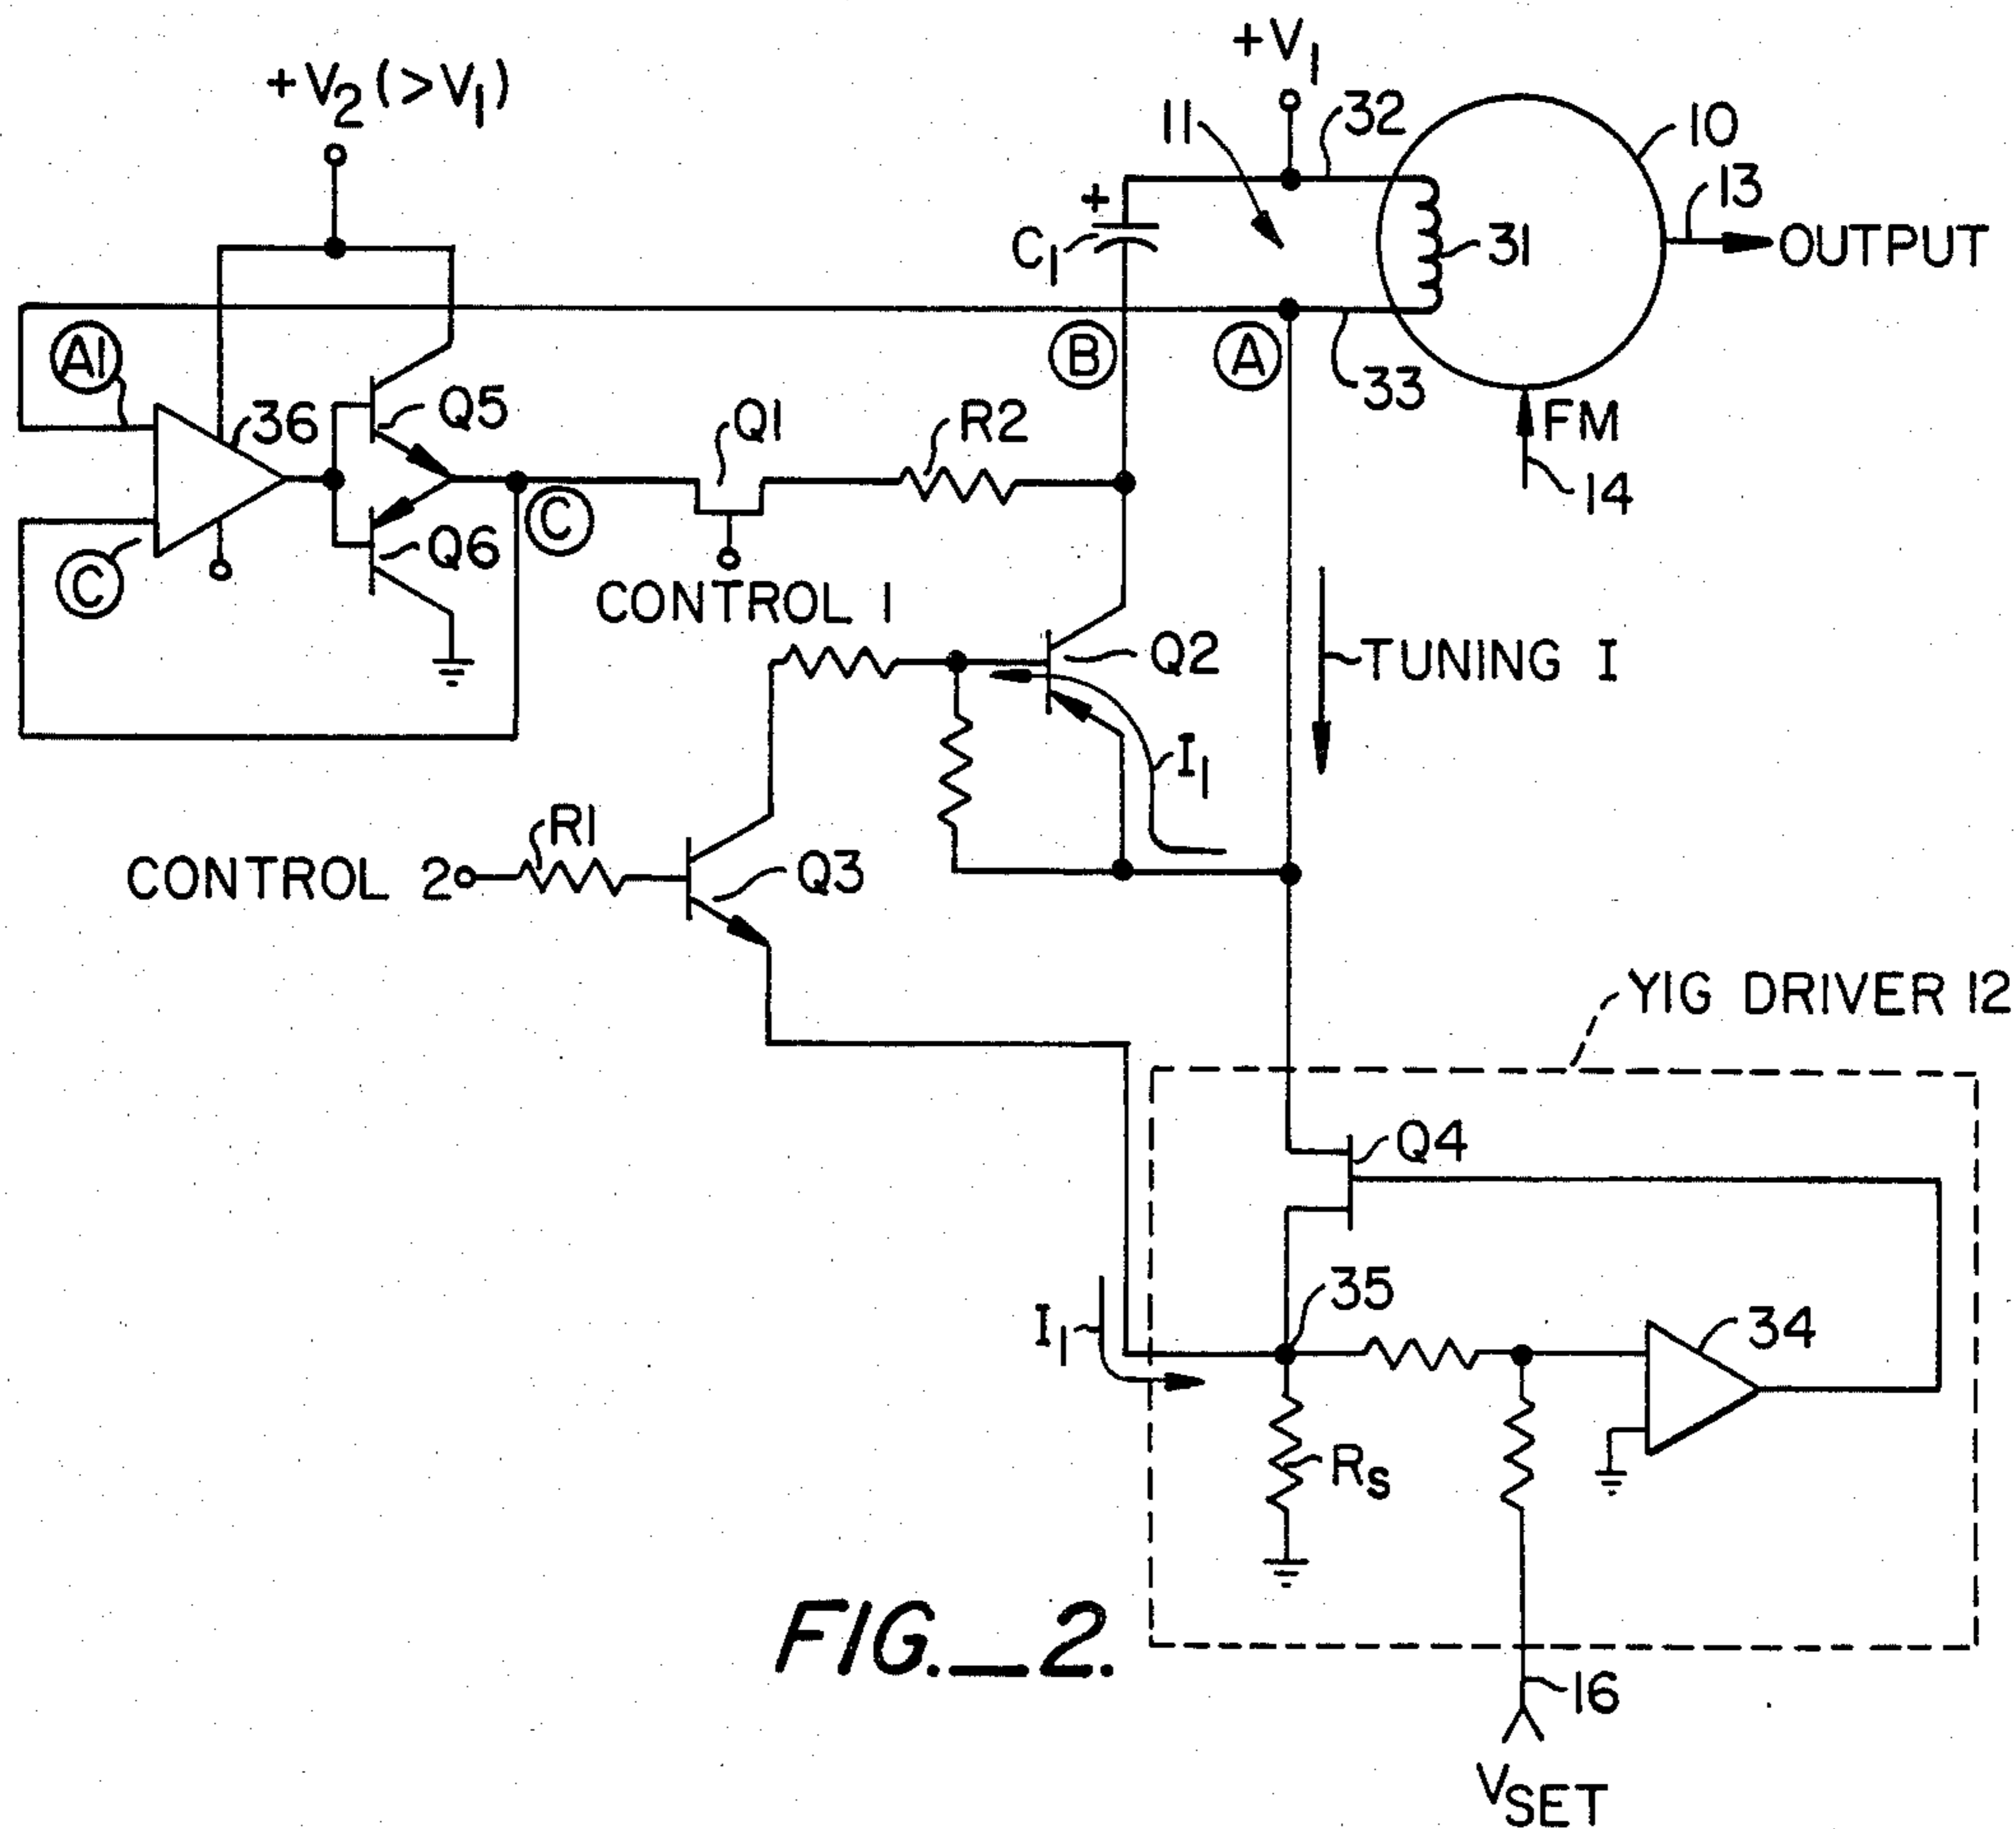 +V1
+V2 (>V1)
11
32
10
13
+
C1
31
OUTPUT
A1
B
A
33
36
Q5
Q1
R2
FM
14
C
Q6
C
CONTROL 1
Q2
TUNING I
I1
R1
CONTROL 2
Q3
YIG DRIVER 12
Q4
35
I1
34
RS
FIG._2.
16
VSET